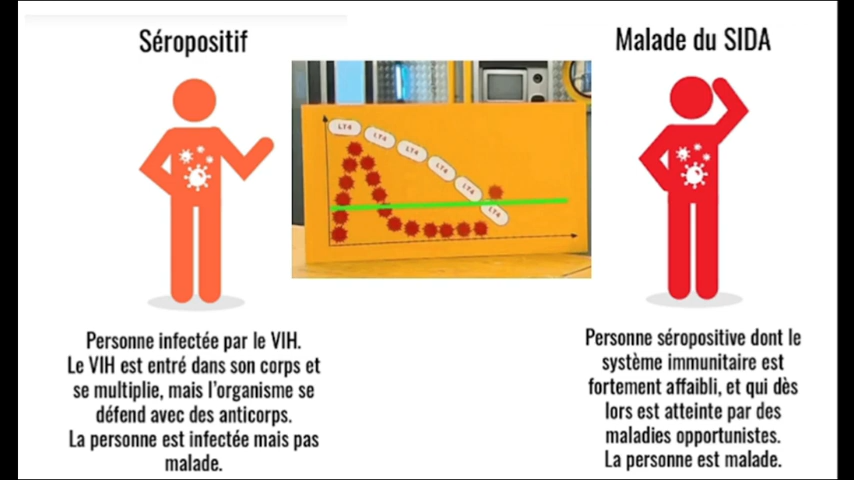 Séropositif
Malade du SIDA
LT4
LT4
LT4
LT4
LT4
LT4
Personne infectée par le VIH.
Le VIH est entré dans son corps et
se multiplie, mais l'organisme se
défend avec des anticorps.
La personne est infectée mais pas
malade.
Personne séropositive dont le
système immunitaire est
fortement affaibli, et qui dès
lors est atteinte par des
maladies opportunistes.
La personne est malade.